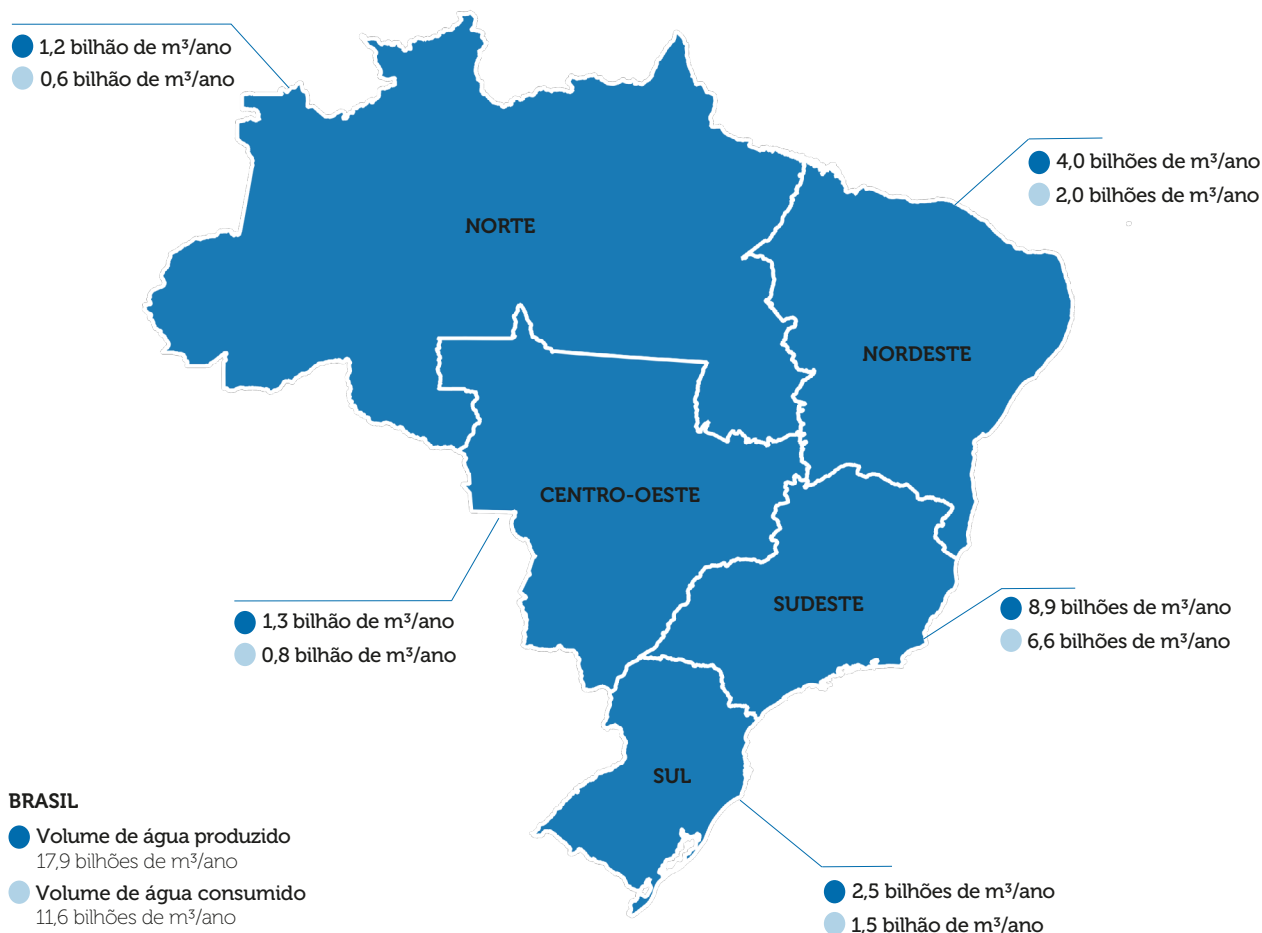 1,2 bilhão de m³/ano
0,6 bilhão de m³/ano
4,0 bilhões de m³/ano
2,0 bilhões de m³/ano
NORTE
NORDESTE
CENTRO-OESTE
SUDESTE
8,9 bilhões de m³/ano
6,6 bilhões de m³/ano
1,3 bilhão de m³/ano
0,8 bilhão de m³/ano
SUL
2,5 bilhões de m³/ano
1,5 bilhão de m³/ano
BRASIL
Volume de água produzido
17,9 bilhões de m³/ano
Volume de água consumido
11,6 bilhões de m³/ano